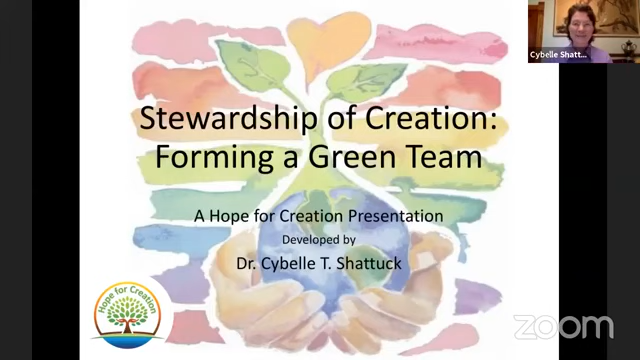 Cybelle Shatt...
Stewardship of Creation:
Forming a Green Team
A Hope for Creation Presentation
Developed by
Dr. Cybelle T. Shattuck
Hope for Creation
zoom